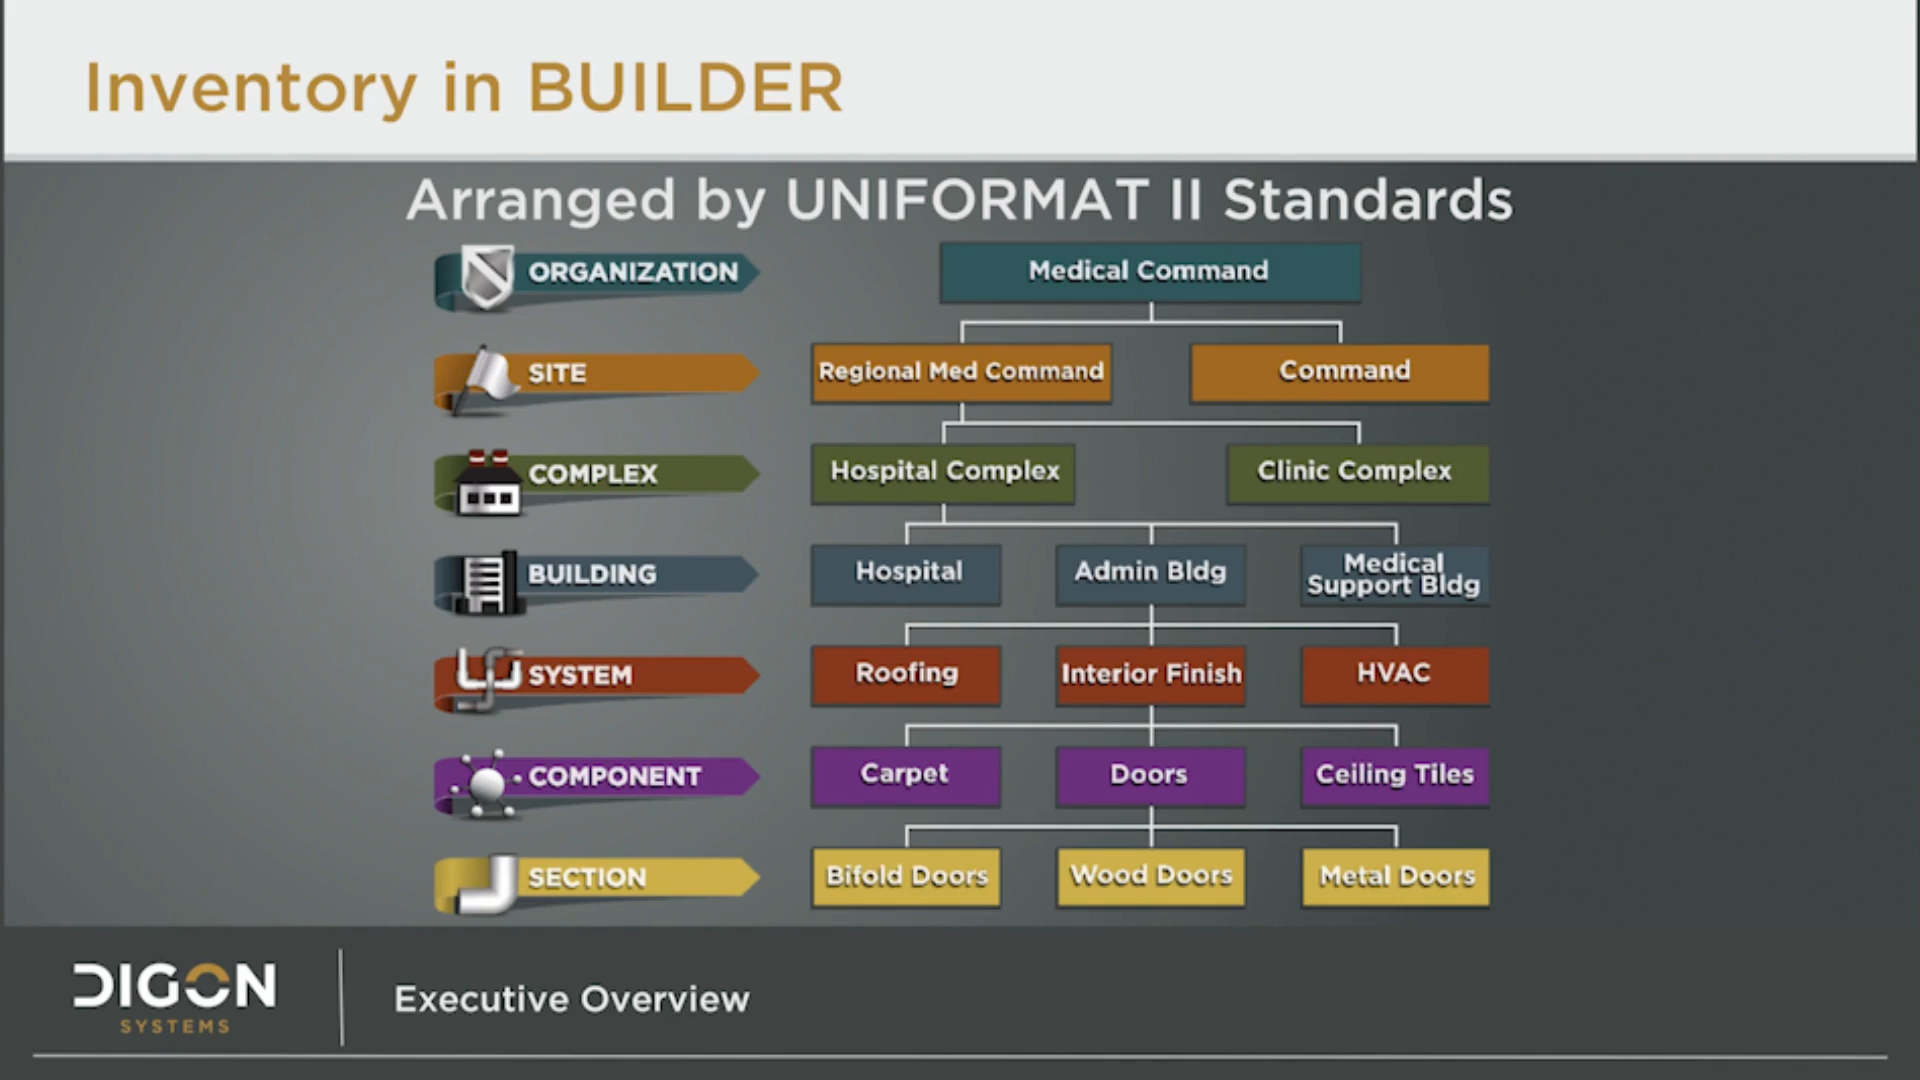 Inventory in BUILDER
Arranged by UNIFORMAT II Standards
ORGANIZATION
Medical Command
SITE
Regional Med Command
Command
COMPLEX
Hospital Complex
Clinic Complex
BUILDING
Hospital
Admin Bldg
Medical
Support Bldg
SYSTEM
Roofing
Interior Finish
HVAC
COMPONENT
Carpet
Doors
Ceiling Tiles
SECTION
Bifold Doors
Wood Doors
Metal Doors
DIGON
SYSTEMS
Executive Overview